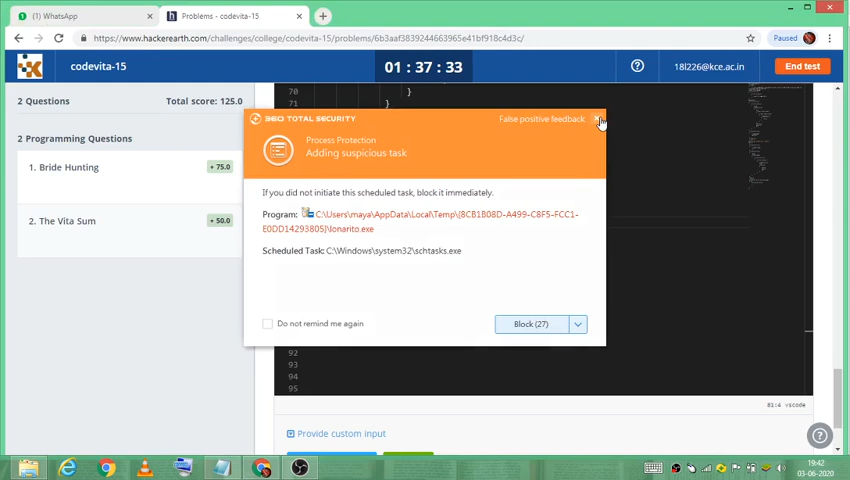 (1) WhatsApp
Problems - codevita-15
https://www.hackerearth.com/challenges/college/codevita-15/problems/6b3aaf3839244663965e41bf918c4d3c/
Paused
codevita-15
01 : 37 : 33
18l226@kce.ac.in
End test
2 Questions
Total score: 125.0
2 Programming Questions
1. Bride Hunting
+ 75.0
2. The Vita Sum
+ 50.0
70 }
71 }
360 TOTAL SECURITY
False positive feedback
Process Protection
Adding suspicious task
If you did not initiate this scheduled task, block it immediately.
Program: C:\Users\maya\AppData\Local\Temp\{8CB1B08D-A499-C8F5-FCC1-
E0DD14293805}\lonarito.exe
Scheduled Task: C:\Windows\system32\schtasks.exe
Do not remind me again
Block (27)
92
93
94
95
81:4 vscode
Provide custom input
19:42
03-06-2020